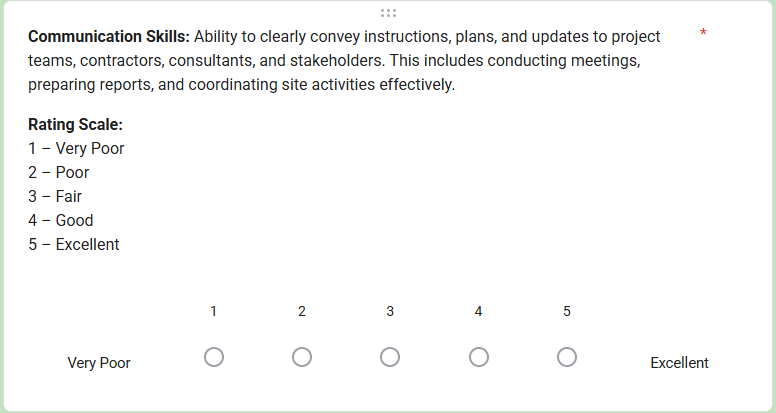 Communication Skills: Ability to clearly convey instructions, plans, and updates to project *
teams, contractors, consultants, and stakeholders. This includes conducting meetings,
preparing reports, and coordinating site activities effectively.
Rating Scale:
1 – Very Poor
2 – Poor
3 – Fair
4 – Good
5 – Excellent
1 2 3 4 5
Very Poor Excellent